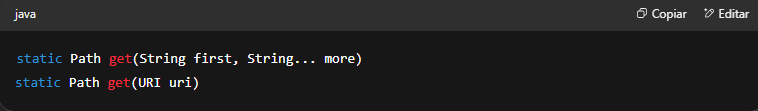 java Copiar Editar
static Path get(String first, String... more)
static Path get(URI uri)